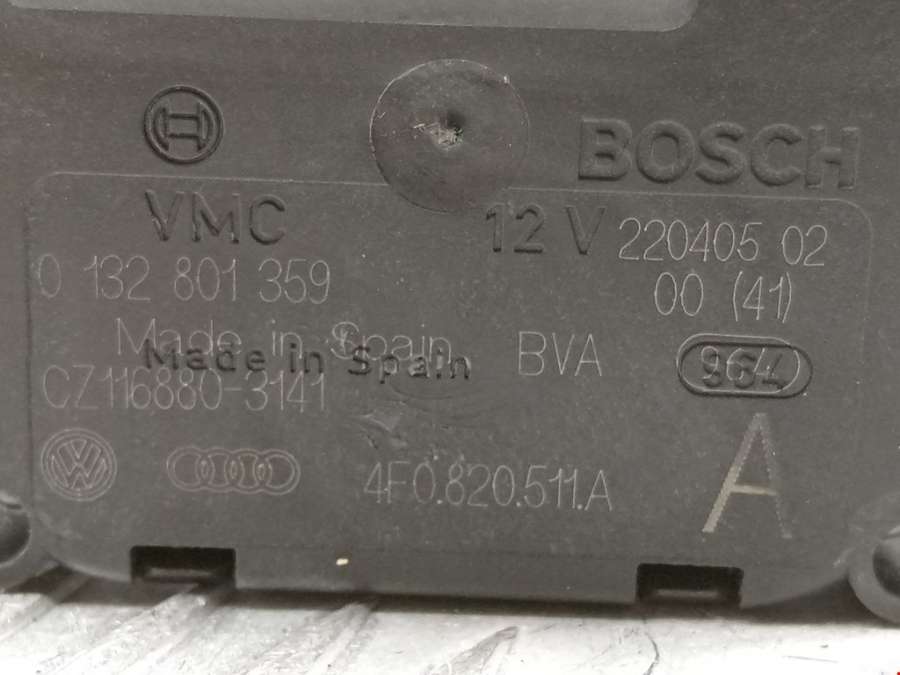 BOSCH
VMC 12 V 220405 02
0 132 801 359 00 (41)
Made in Spain BVA 964
Made in Spain
CZ116880-3141
4F0.820.511.A A